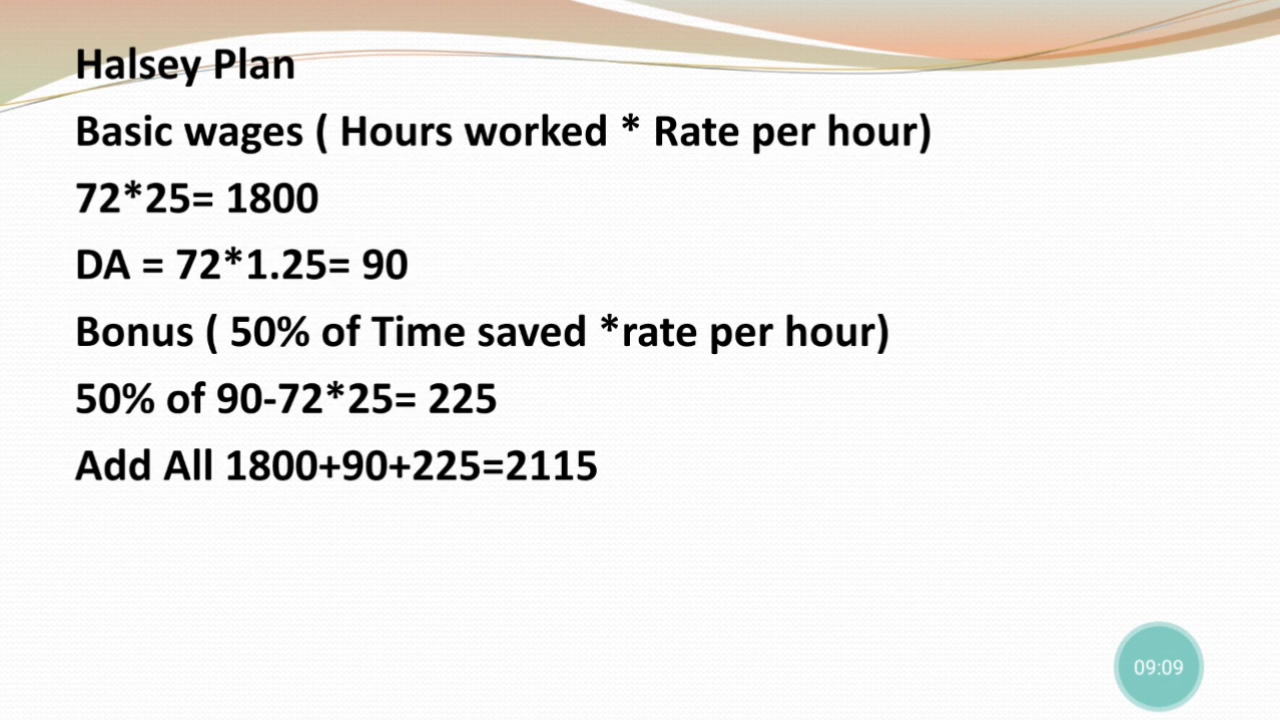 Halsey Plan
Basic wages ( Hours worked * Rate per hour)
72*25= 1800
DA = 72*1.25= 90
Bonus ( 50% of Time saved *rate per hour)
50% of 90-72*25= 225
Add All 1800+90+225=2115
09:09